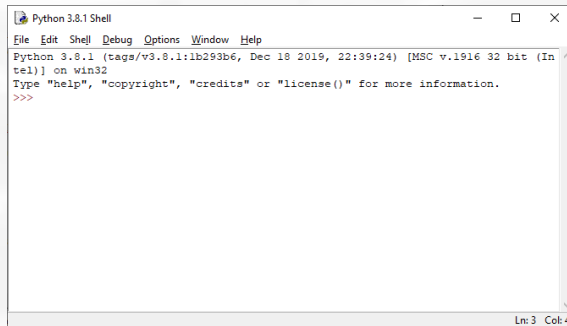 Python 3.8.1 Shell
File Edit Shell Debug Options Window Help
Python 3.8.1 (tags/v3.8.1:1b293b6, Dec 18 2019, 22:39:24) [MSC v.1916 32 bit (In
tel)] on win32
Type "help", "copyright", "credits" or "license()" for more information.
>>>
Ln: 3 Col: 4